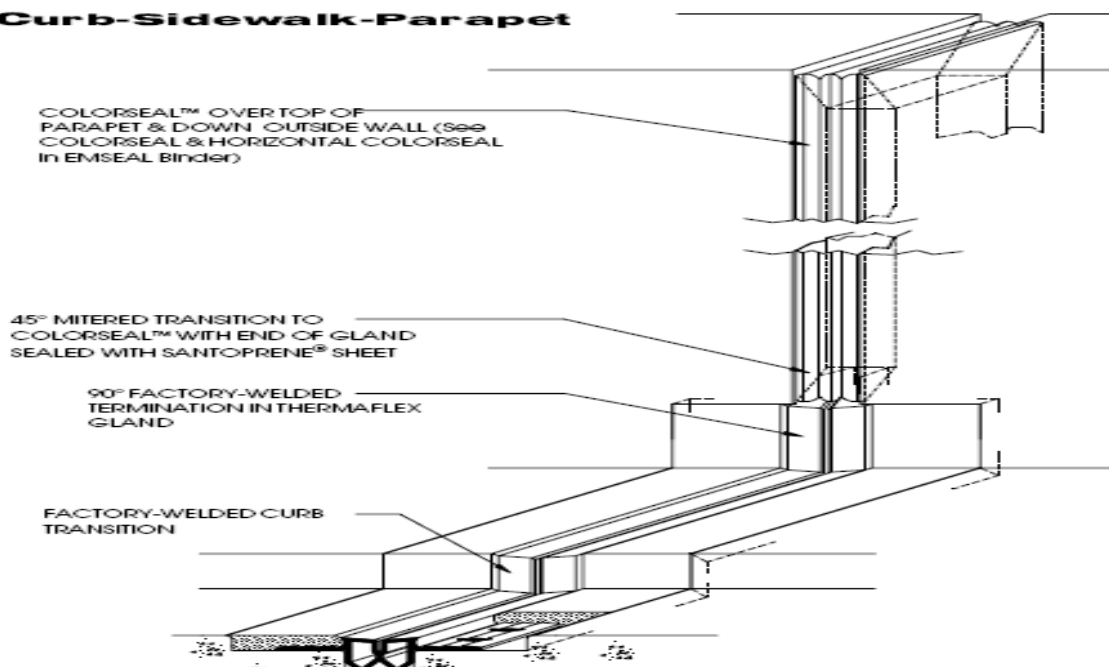 Curb-Sidewalk-Parapet
COLORSEAL™ OVER TOP OF
PARAPET & DOWN OUTSIDE WALL (See
COLORSEAL & HORIZONTAL COLORSEAL
in EMSEAL Binder)
45° MITERED TRANSITION TO
COLORSEAL™ WITH END OF GLAND
SEALED WITH SANTOPRENE® SHEET
90° FACTORY-WELDED
TERMINATION IN THERMAFLEX
GLAND
FACTORY-WELDED CURB
TRANSITION